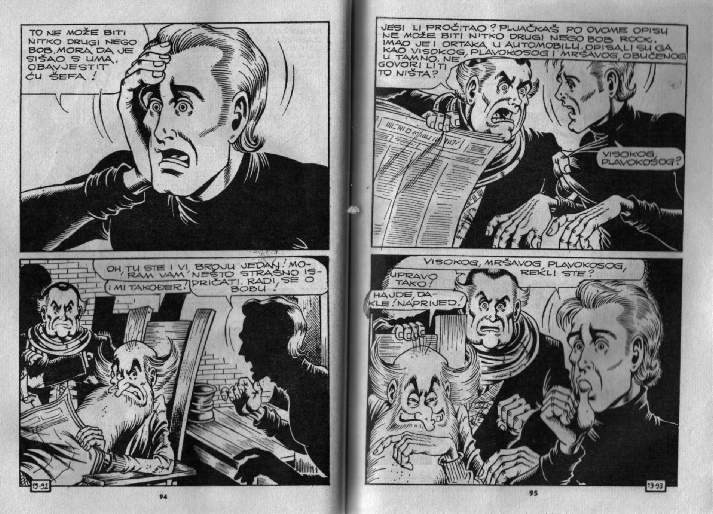 TO NE MOŽE BITI
NITKO DRUGI NEGO
BOB, MORA DA JE
SIŠAO S UMA,
OBAVIJESTIT
ĆU ŠEFA!
OH, TU STE I VI, BROJU JEDAN! MO-
RAM VAM NEŠTO STRAŠNO IS-
PRIČATI. RADI SE O
BOBU!
I MI TAKOĐER!
94
JESI LI PROČITAO? PLJAČKAŠ PO OVOME OPISU
NE MOŽE BITI NITKO DRUGI NEGO BOB ROCK.
IMAO JE I ORTAKA U AUTOMOBILU, OPISALI SU GA
KAO VISOKOG, PLAVOKOSOG I MRŠAVOG, OBUČENOG
U TAMNO, NE
GOVORI LI TI
TO NIŠTA?
VISOKOG,
PLAVOKOSOG?
VISOKOG, MRŠAVOG, PLAVOKOSOG,
REKLI STE?
UPRAVO
TAKO!
HAJDE, DA-
KLE! NAPRIJED!
95
13-93